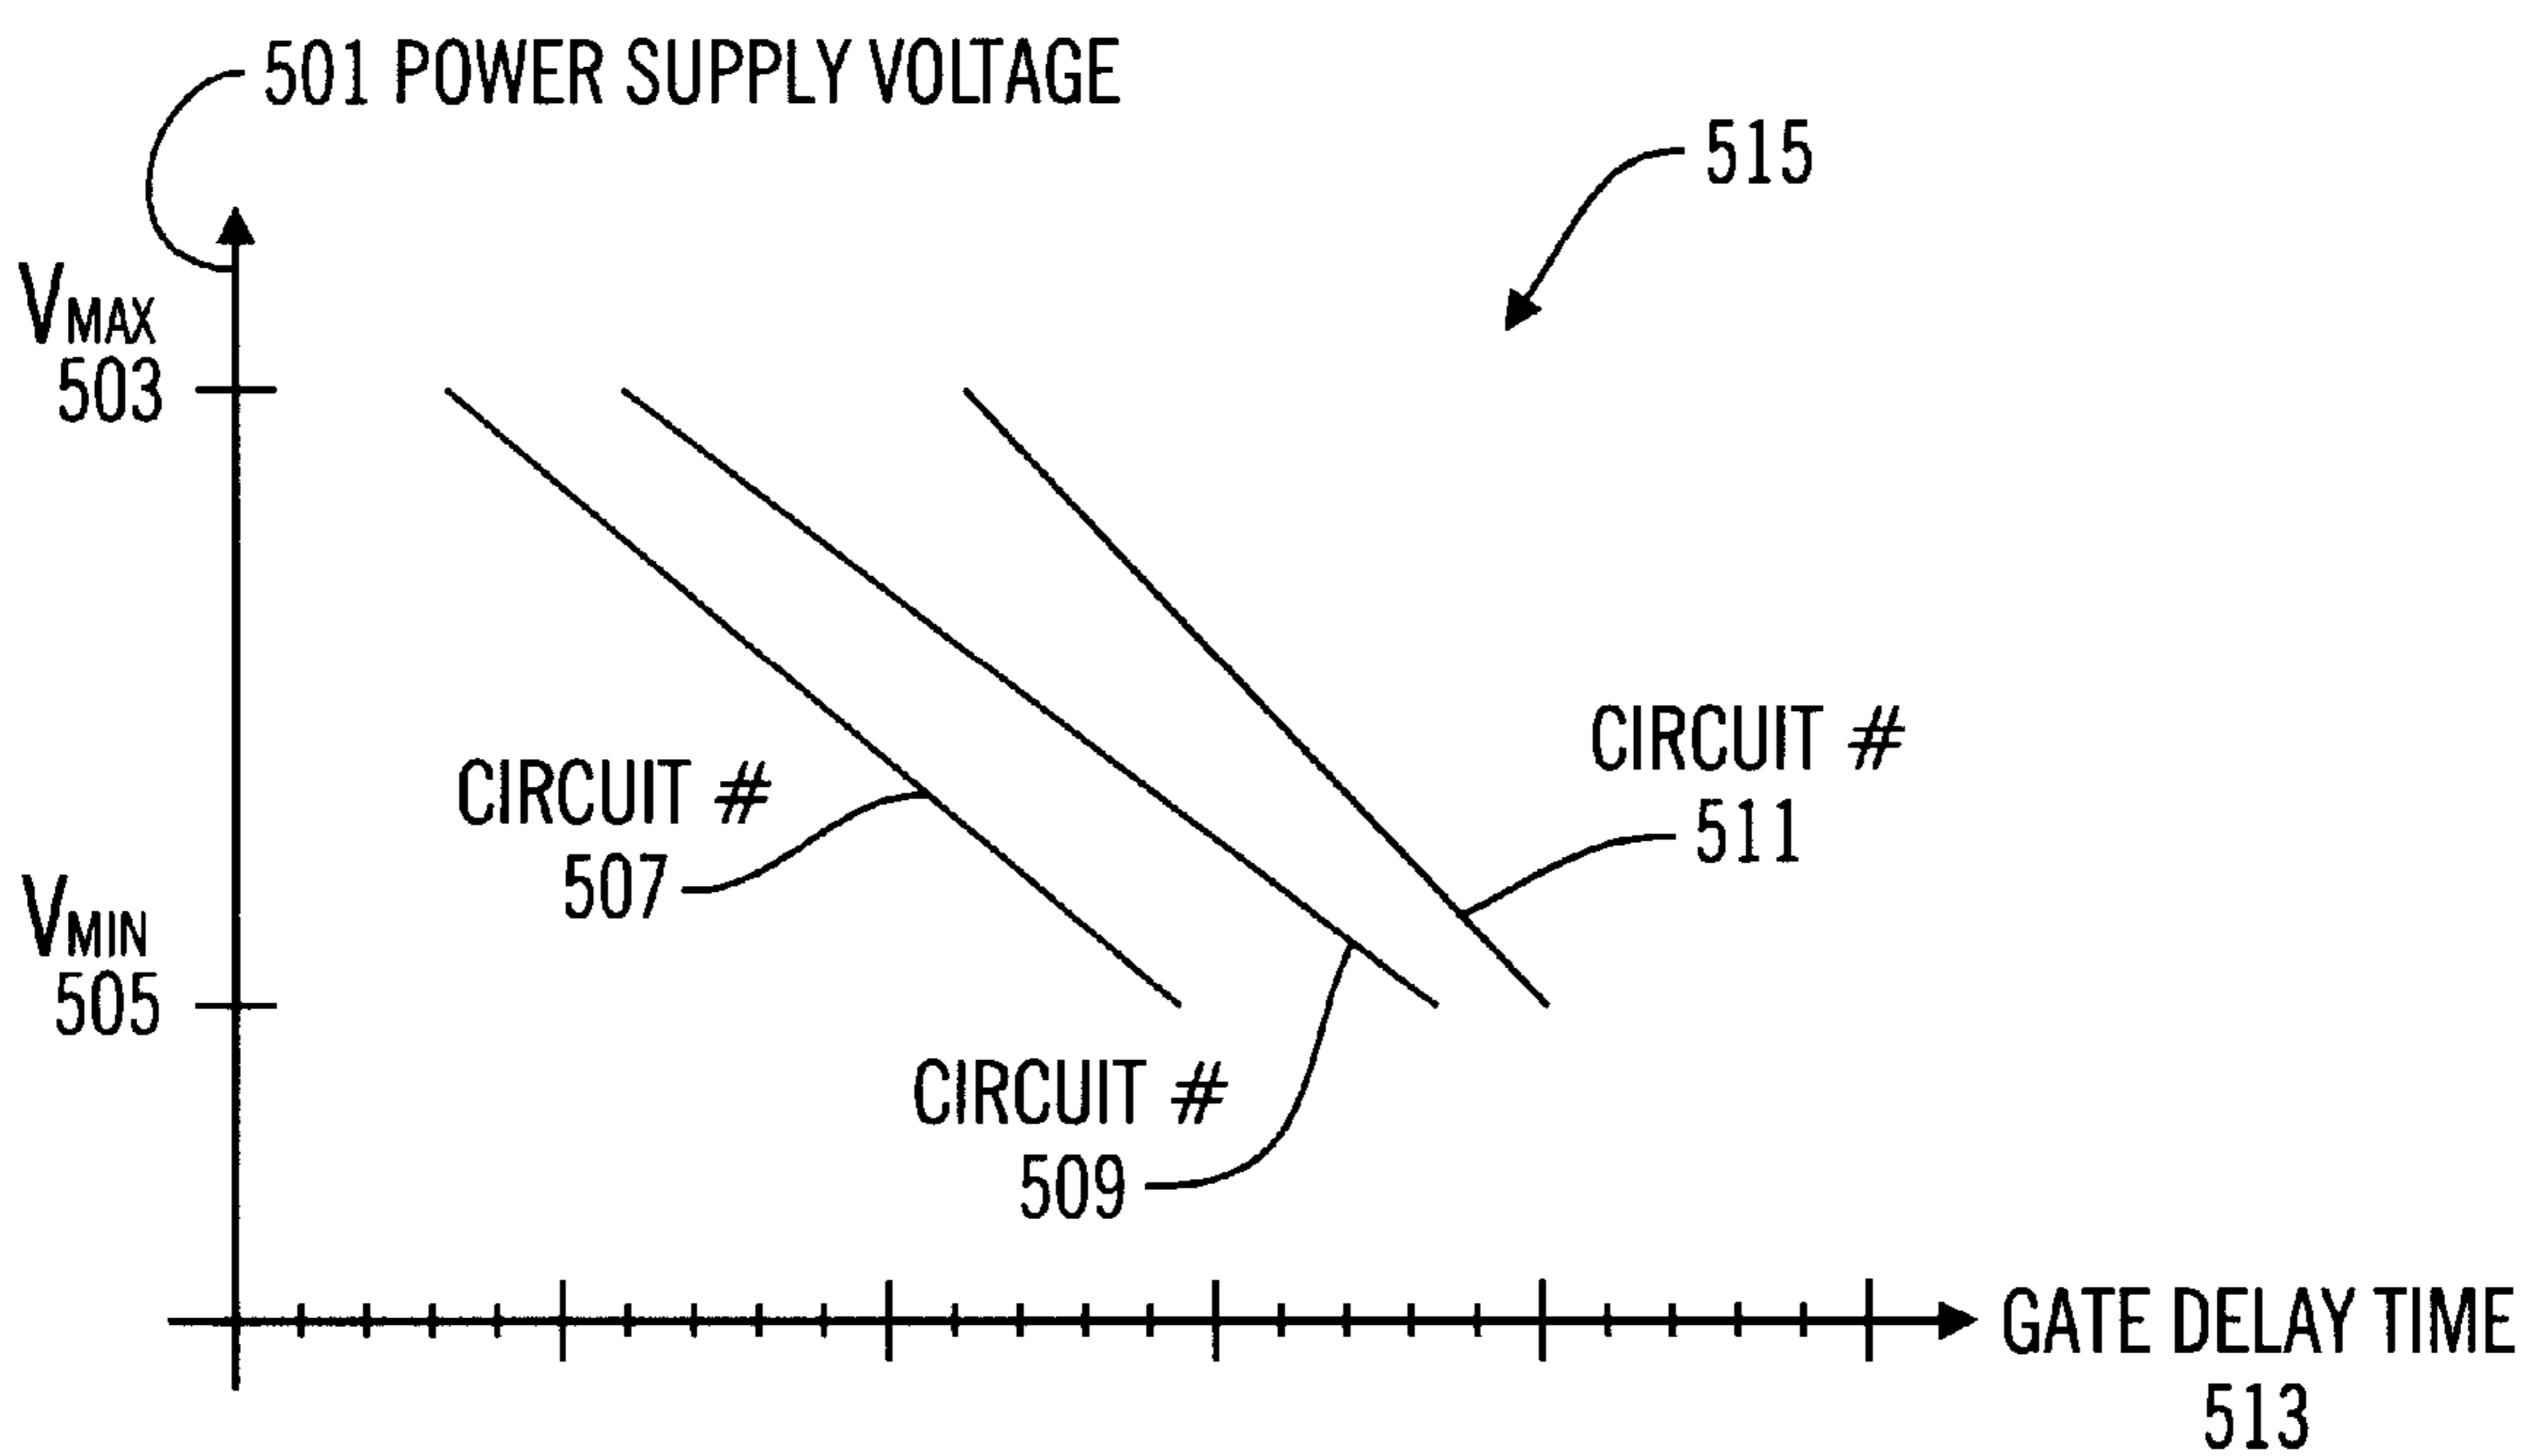 501 POWER SUPPLY VOLTAGE
515
VMAX
503
CIRCUIT #
511
CIRCUIT #
507
VMIN
505
CIRCUIT #
509
GATE DELAY TIME
513